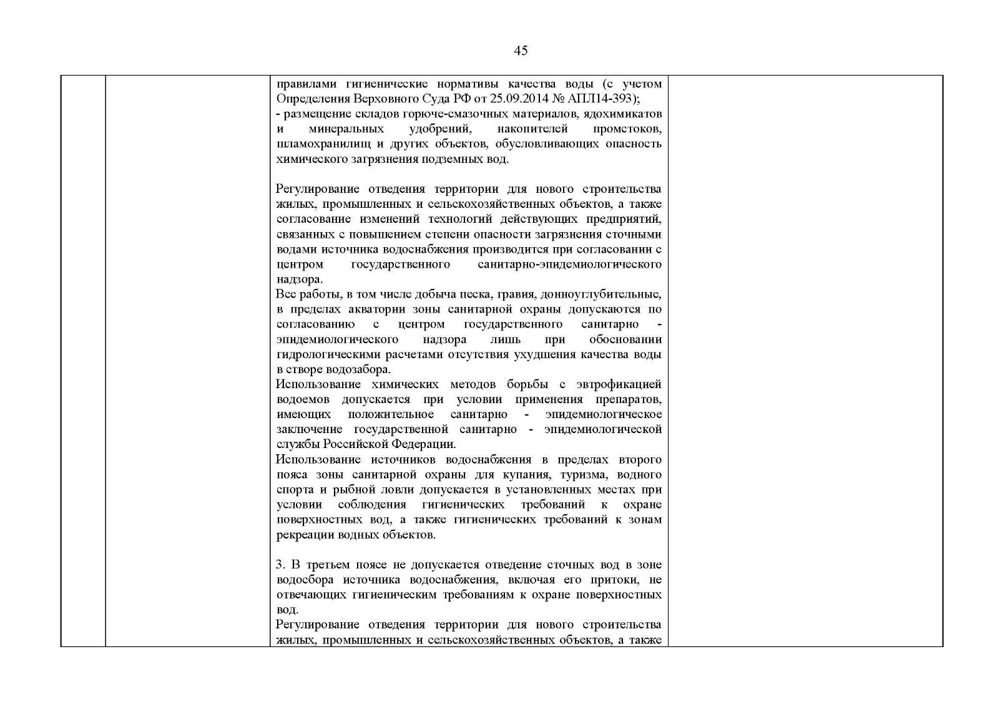 45
правилами гигиенические нормативы качества воды (с учетом
Определения Верховного Суда РФ от 25.09.2014 № АПЛ14-393);
- размещение складов горюче-смазочных материалов, ядохимикатов
и минеральных удобрений, накопителей промстоков,
шламохранилищ и других объектов, обусловливающих опасность
химического загрязнения подземных вод.
Регулирование отведения территории для нового строительства
жилых, промышленных и сельскохозяйственных объектов, а также
согласование изменений технологий действующих предприятий,
связанных с повышением степени опасности загрязнения сточными
водами источника водоснабжения производится при согласовании с
центром государственного санитарно-эпидемиологического
надзора.
Все работы, в том числе добыча песка, гравия, донноуглубительные,
в пределах акватории зоны санитарной охраны допускаются по
согласованию с центром государственного санитарно -
эпидемиологического надзора лишь при обосновании
гидрологическими расчетами отсутствия ухудшения качества воды
в створе водозабора.
Использование химических методов борьбы с эвтрофикацией
водоемов допускается при условии применения препаратов,
имеющих положительное санитарно - эпидемиологическое
заключение государственной санитарно - эпидемиологической
службы Российской Федерации.
Использование источников водоснабжения в пределах второго
пояса зоны санитарной охраны для купания, туризма, водного
спорта и рыбной ловли допускается в установленных местах при
условии соблюдения гигиенических требований к охране
поверхностных вод, а также гигиенических требований к зонам
рекреации водных объектов.
3. В третьем поясе не допускается отведение сточных вод в зоне
водосбора источника водоснабжения, включая его притоки, не
отвечающих гигиеническим требованиям к охране поверхностных
вод.
Регулирование отведения территории для нового строительства
жилых, промышленных и сельскохозяйственных объектов, а также